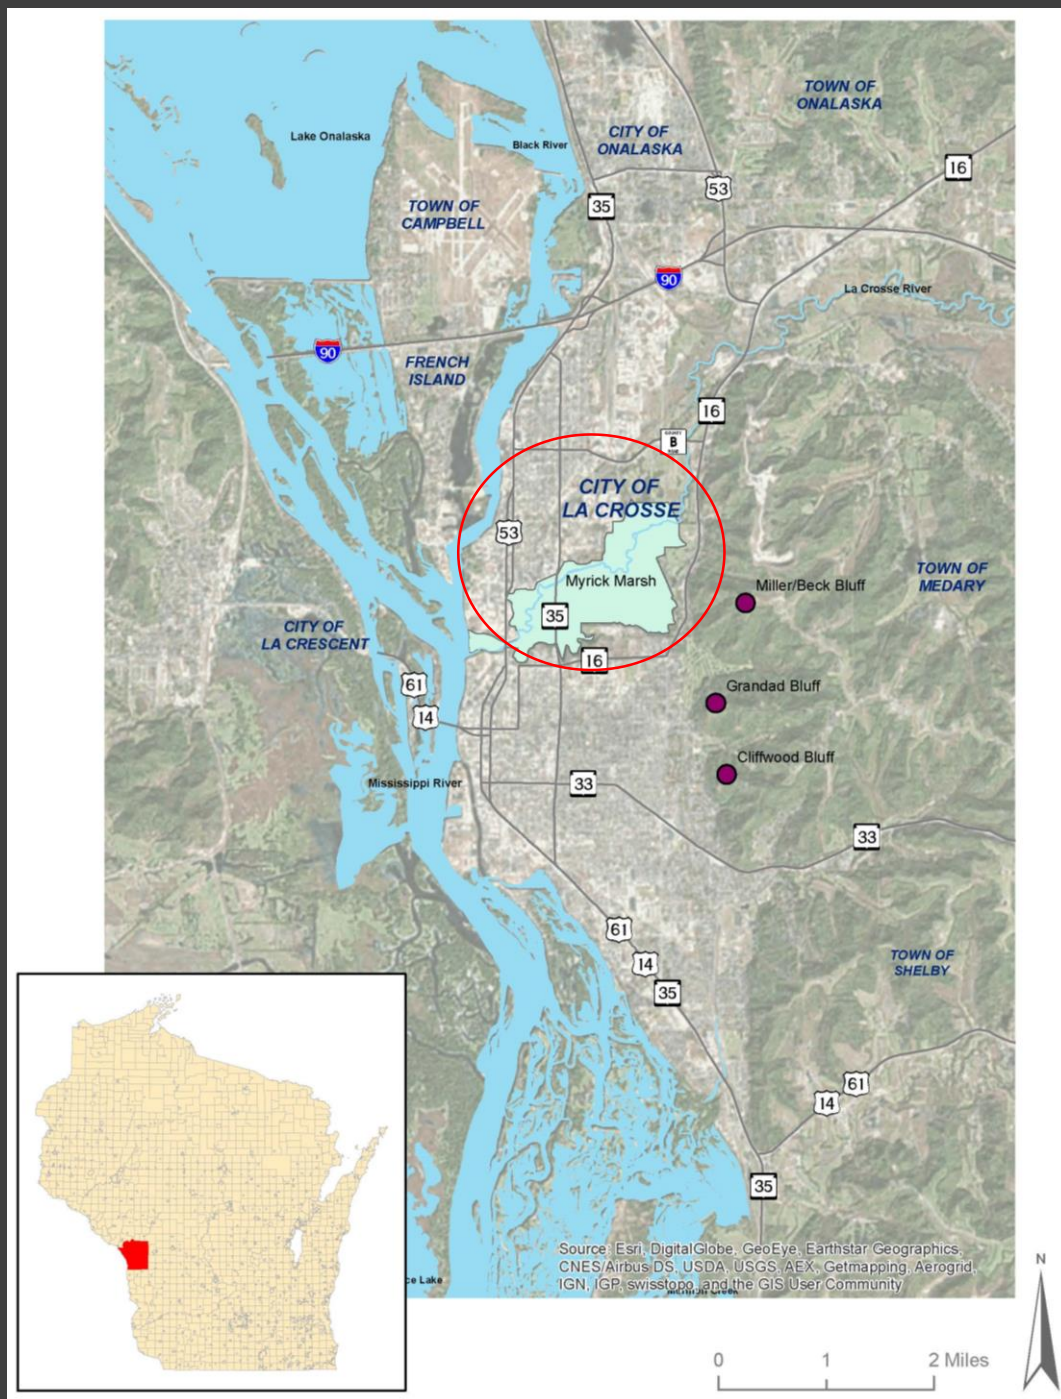 TOWN OF
ONALASKA
CITY OF
ONALASKA
Lake Onalaska
Black River
16
53
35
TOWN OF
CAMPBELL
90
La Crosse River
90
FRENCH
ISLAND
16
COUNTY
B
CITY OF
LA CROSSE
53
Myrick Marsh
TOWN OF
MEDARY
Miller/Beck Bluff
35
CITY OF
LA CRESCENT
16
61
Grandad Bluff
14
Cliffwood Bluff
Mississippi River
33
33
61
14
TOWN OF
SHELBY
35
61
14
35
Source: Esri, DigitalGlobe, GeoEye, Earthstar Geographics,
CNES/Airbus DS, USDA, USGS, AEX, Getmapping, Aerogrid,
IGN, IGP, swisstopo, and the GIS User Community
ce Lake
N
0 1 2 Miles